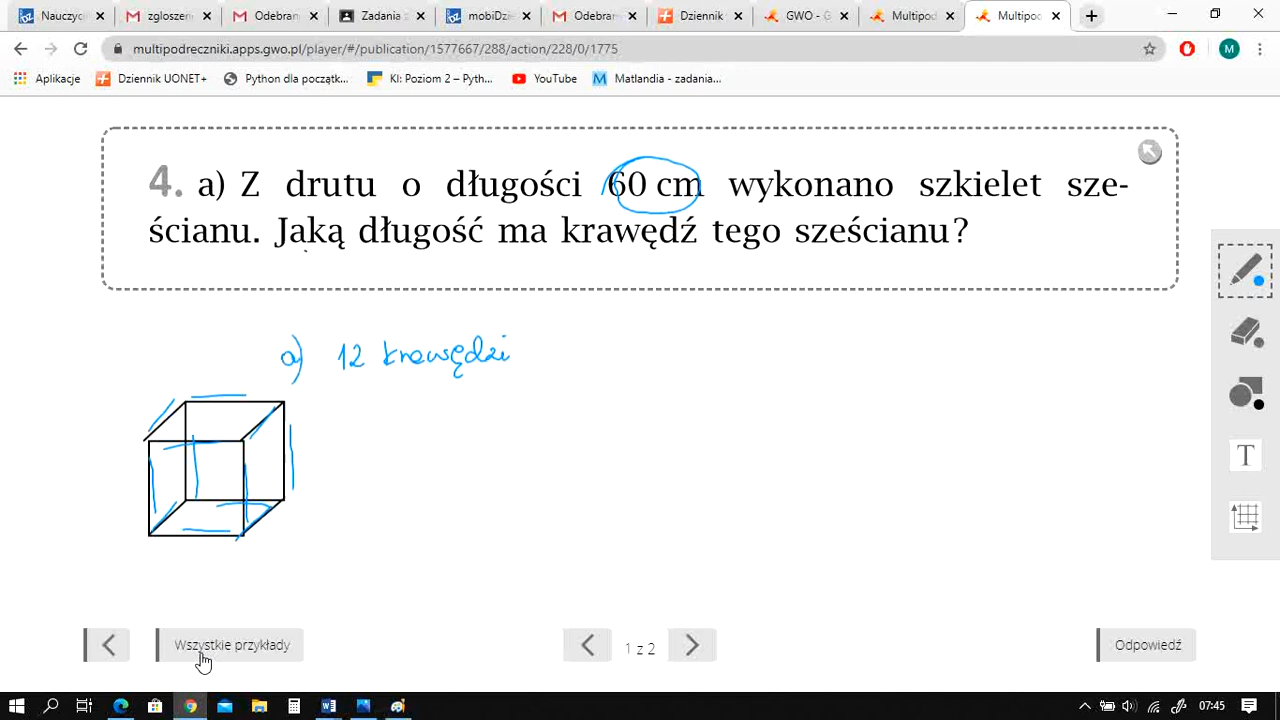 Nauczyc
zgloszen
Odebran
Zadania z
mobiDzie
Odebran
Dziennik
GWO - G
Multipod
Multipod
multipodreczniki.apps.gwo.pl/player/#/publication/1577667/288/action/228/0/1775
M
Aplikacje
Dziennik UONET+
Python dla początk...
KI: Poziom 2 – Pyth...
YouTube
Matlandia - zadania...
4. a) Z drutu o długości 60 cm wykonano szkielet sze-
ścianu. Jaką długość ma krawędź tego sześcianu?
a) 12 krawędzi
T
Wszystkie przykłady
1 z 2
Odpowiedź
07:45